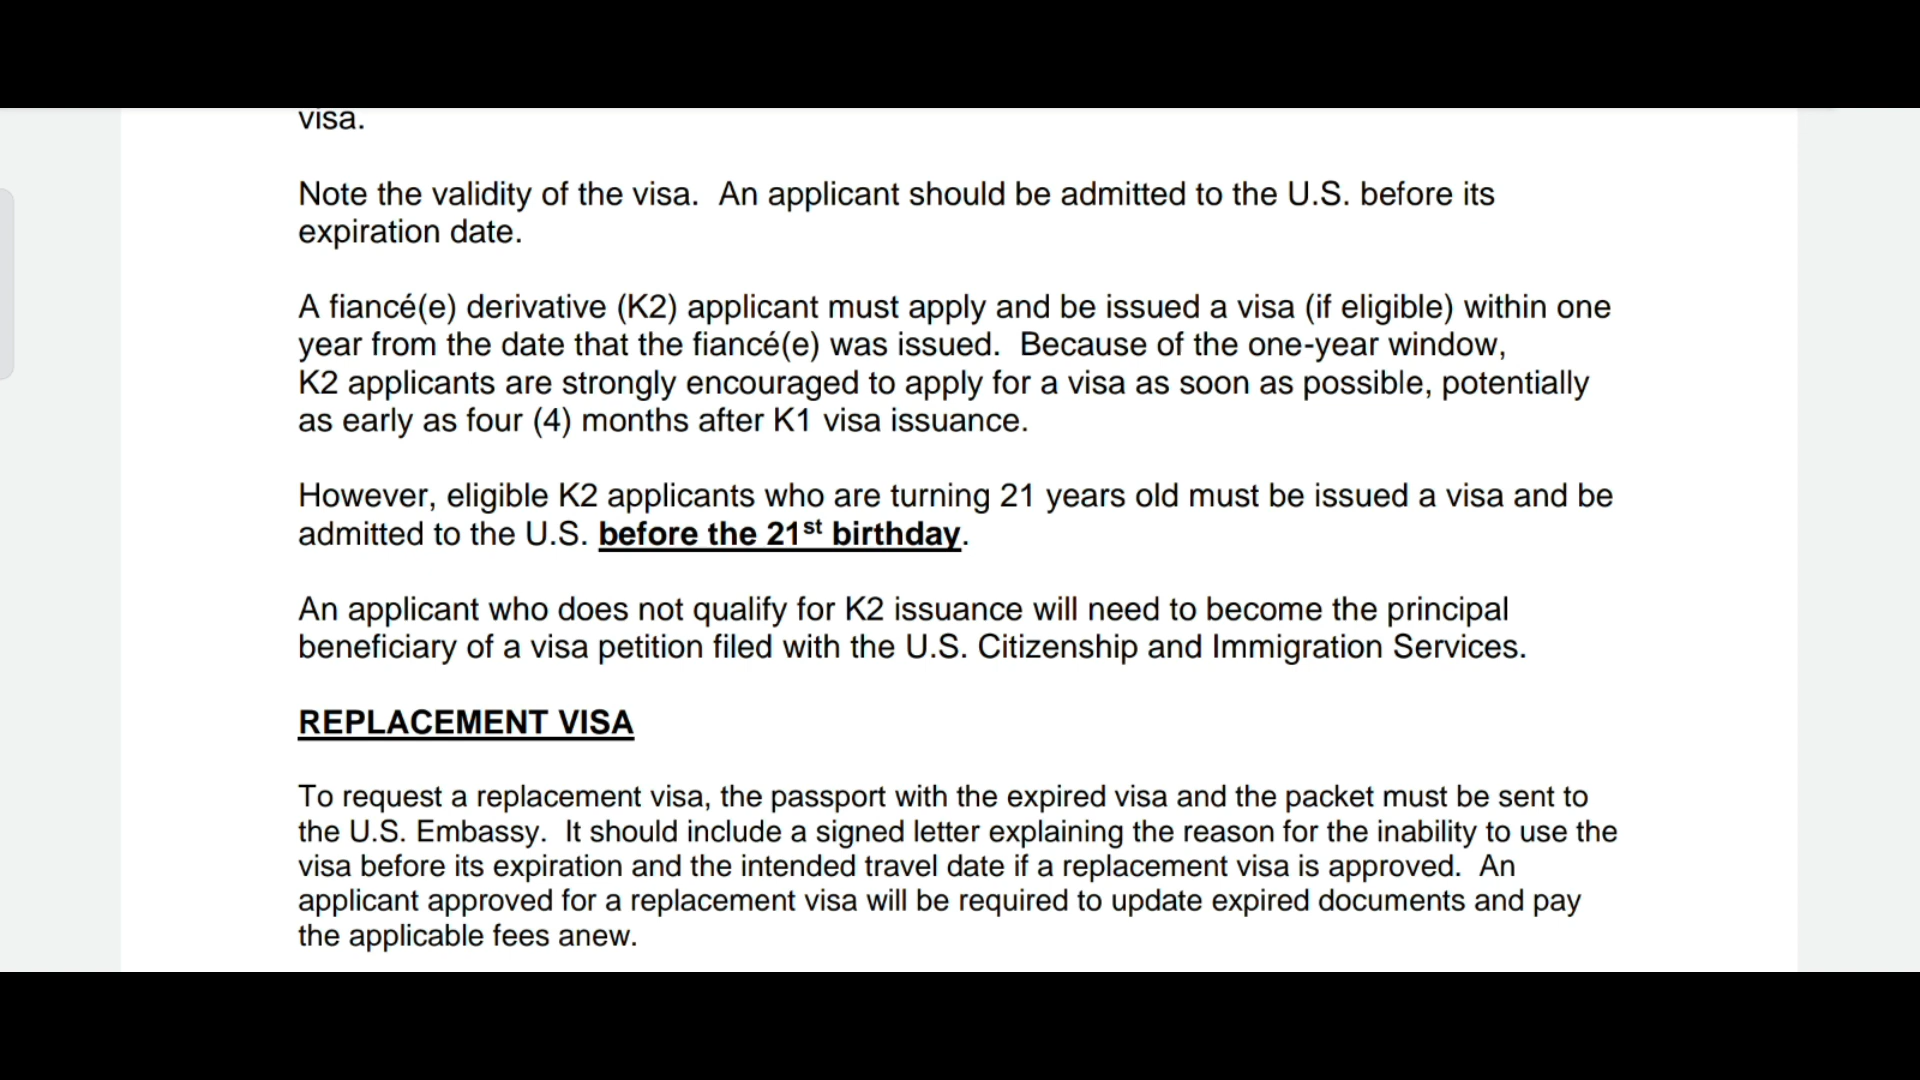 visa.
Note the validity of the visa.  An applicant should be admitted to the U.S. before its
expiration date.
A fiancé(e) derivative (K2) applicant must apply and be issued a visa (if eligible) within one
year from the date that the fiancé(e) was issued.  Because of the one-year window,
K2 applicants are strongly encouraged to apply for a visa as soon as possible, potentially
as early as four (4) months after K1 visa issuance.
However, eligible K2 applicants who are turning 21 years old must be issued a visa and be
admitted to the U.S. before the 21st birthday.
An applicant who does not qualify for K2 issuance will need to become the principal
beneficiary of a visa petition filed with the U.S. Citizenship and Immigration Services.
REPLACEMENT VISA
To request a replacement visa, the passport with the expired visa and the packet must be sent to
the U.S. Embassy.  It should include a signed letter explaining the reason for the inability to use the
visa before its expiration and the intended travel date if a replacement visa is approved.  An
applicant approved for a replacement visa will be required to update expired documents and pay
the applicable fees anew.